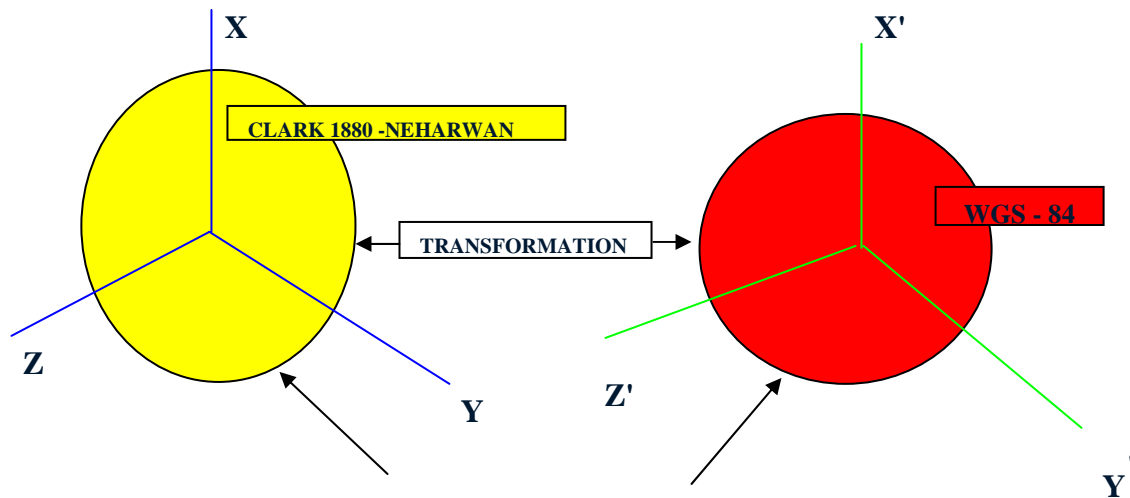 X
X'
CLARK 1880 -NEHARWAN
WGS - 84
TRANSFORMATION
Z
Y
Z'
Y'